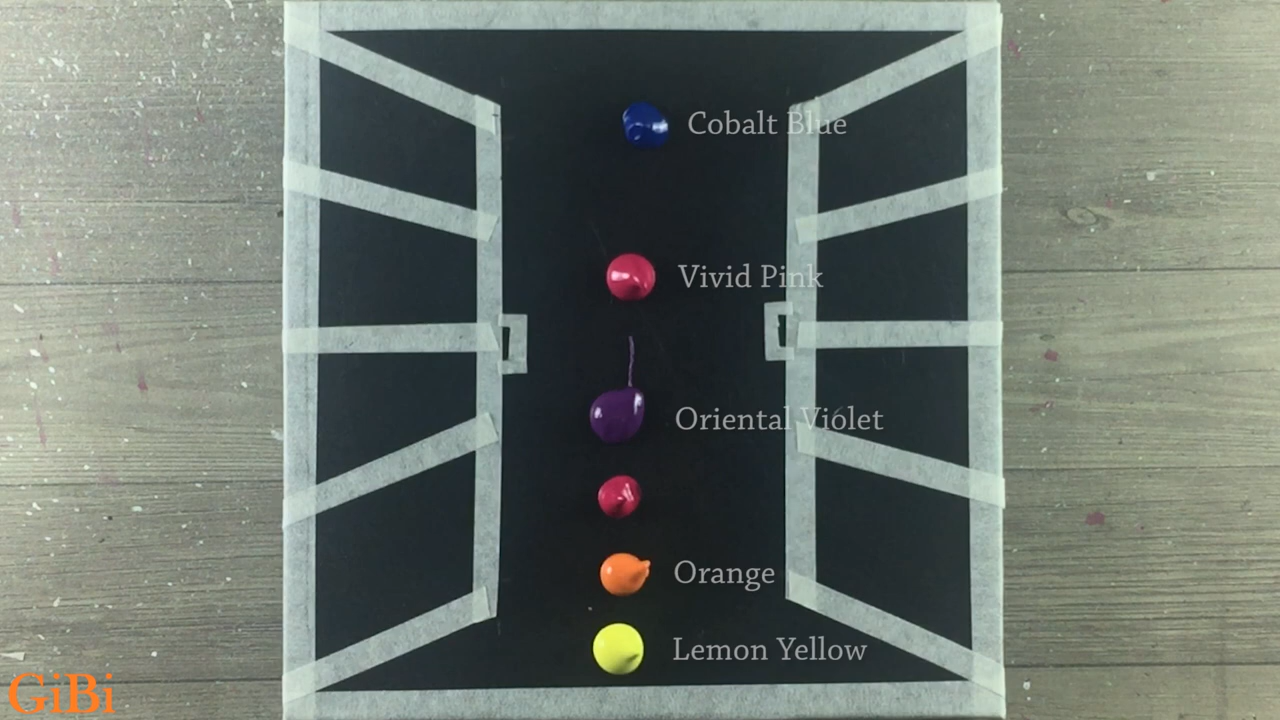 Cobalt Blue
Vivid Pink
Oriental Violet
Orange
Lemon Yellow
GiBi